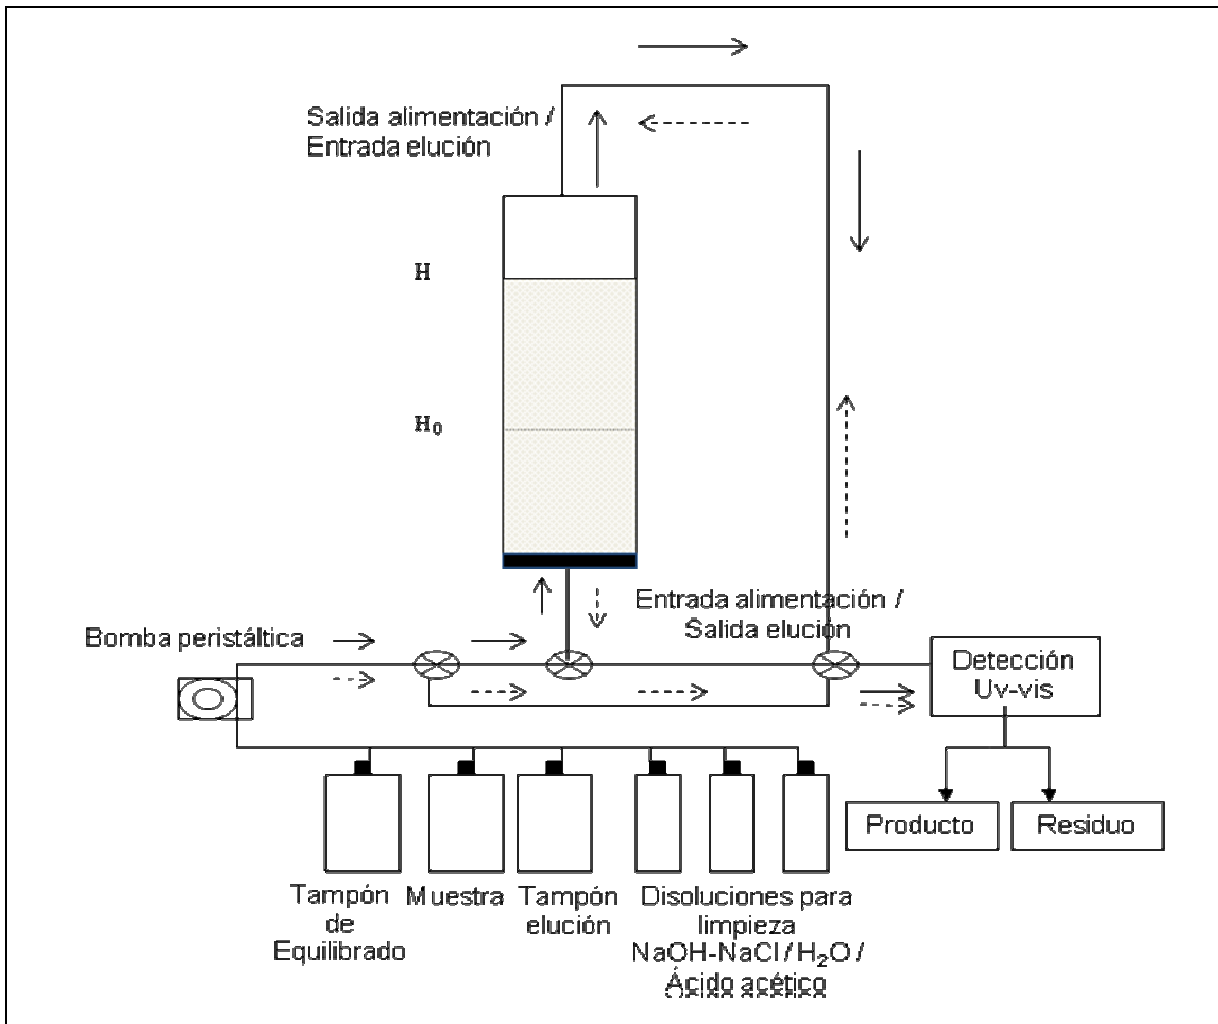 Salida alimentación /
Entrada elución
H
H₀
Entrada alimentación /
Salida elución
Bomba peristáltica
Detección
Uv-vis
Producto
Residuo
Tampón
de
Equilibrado
Muestra
Tampón
elución
Disoluciones para
limpieza
NaOH-NaCl / H₂O /
Ácido acético